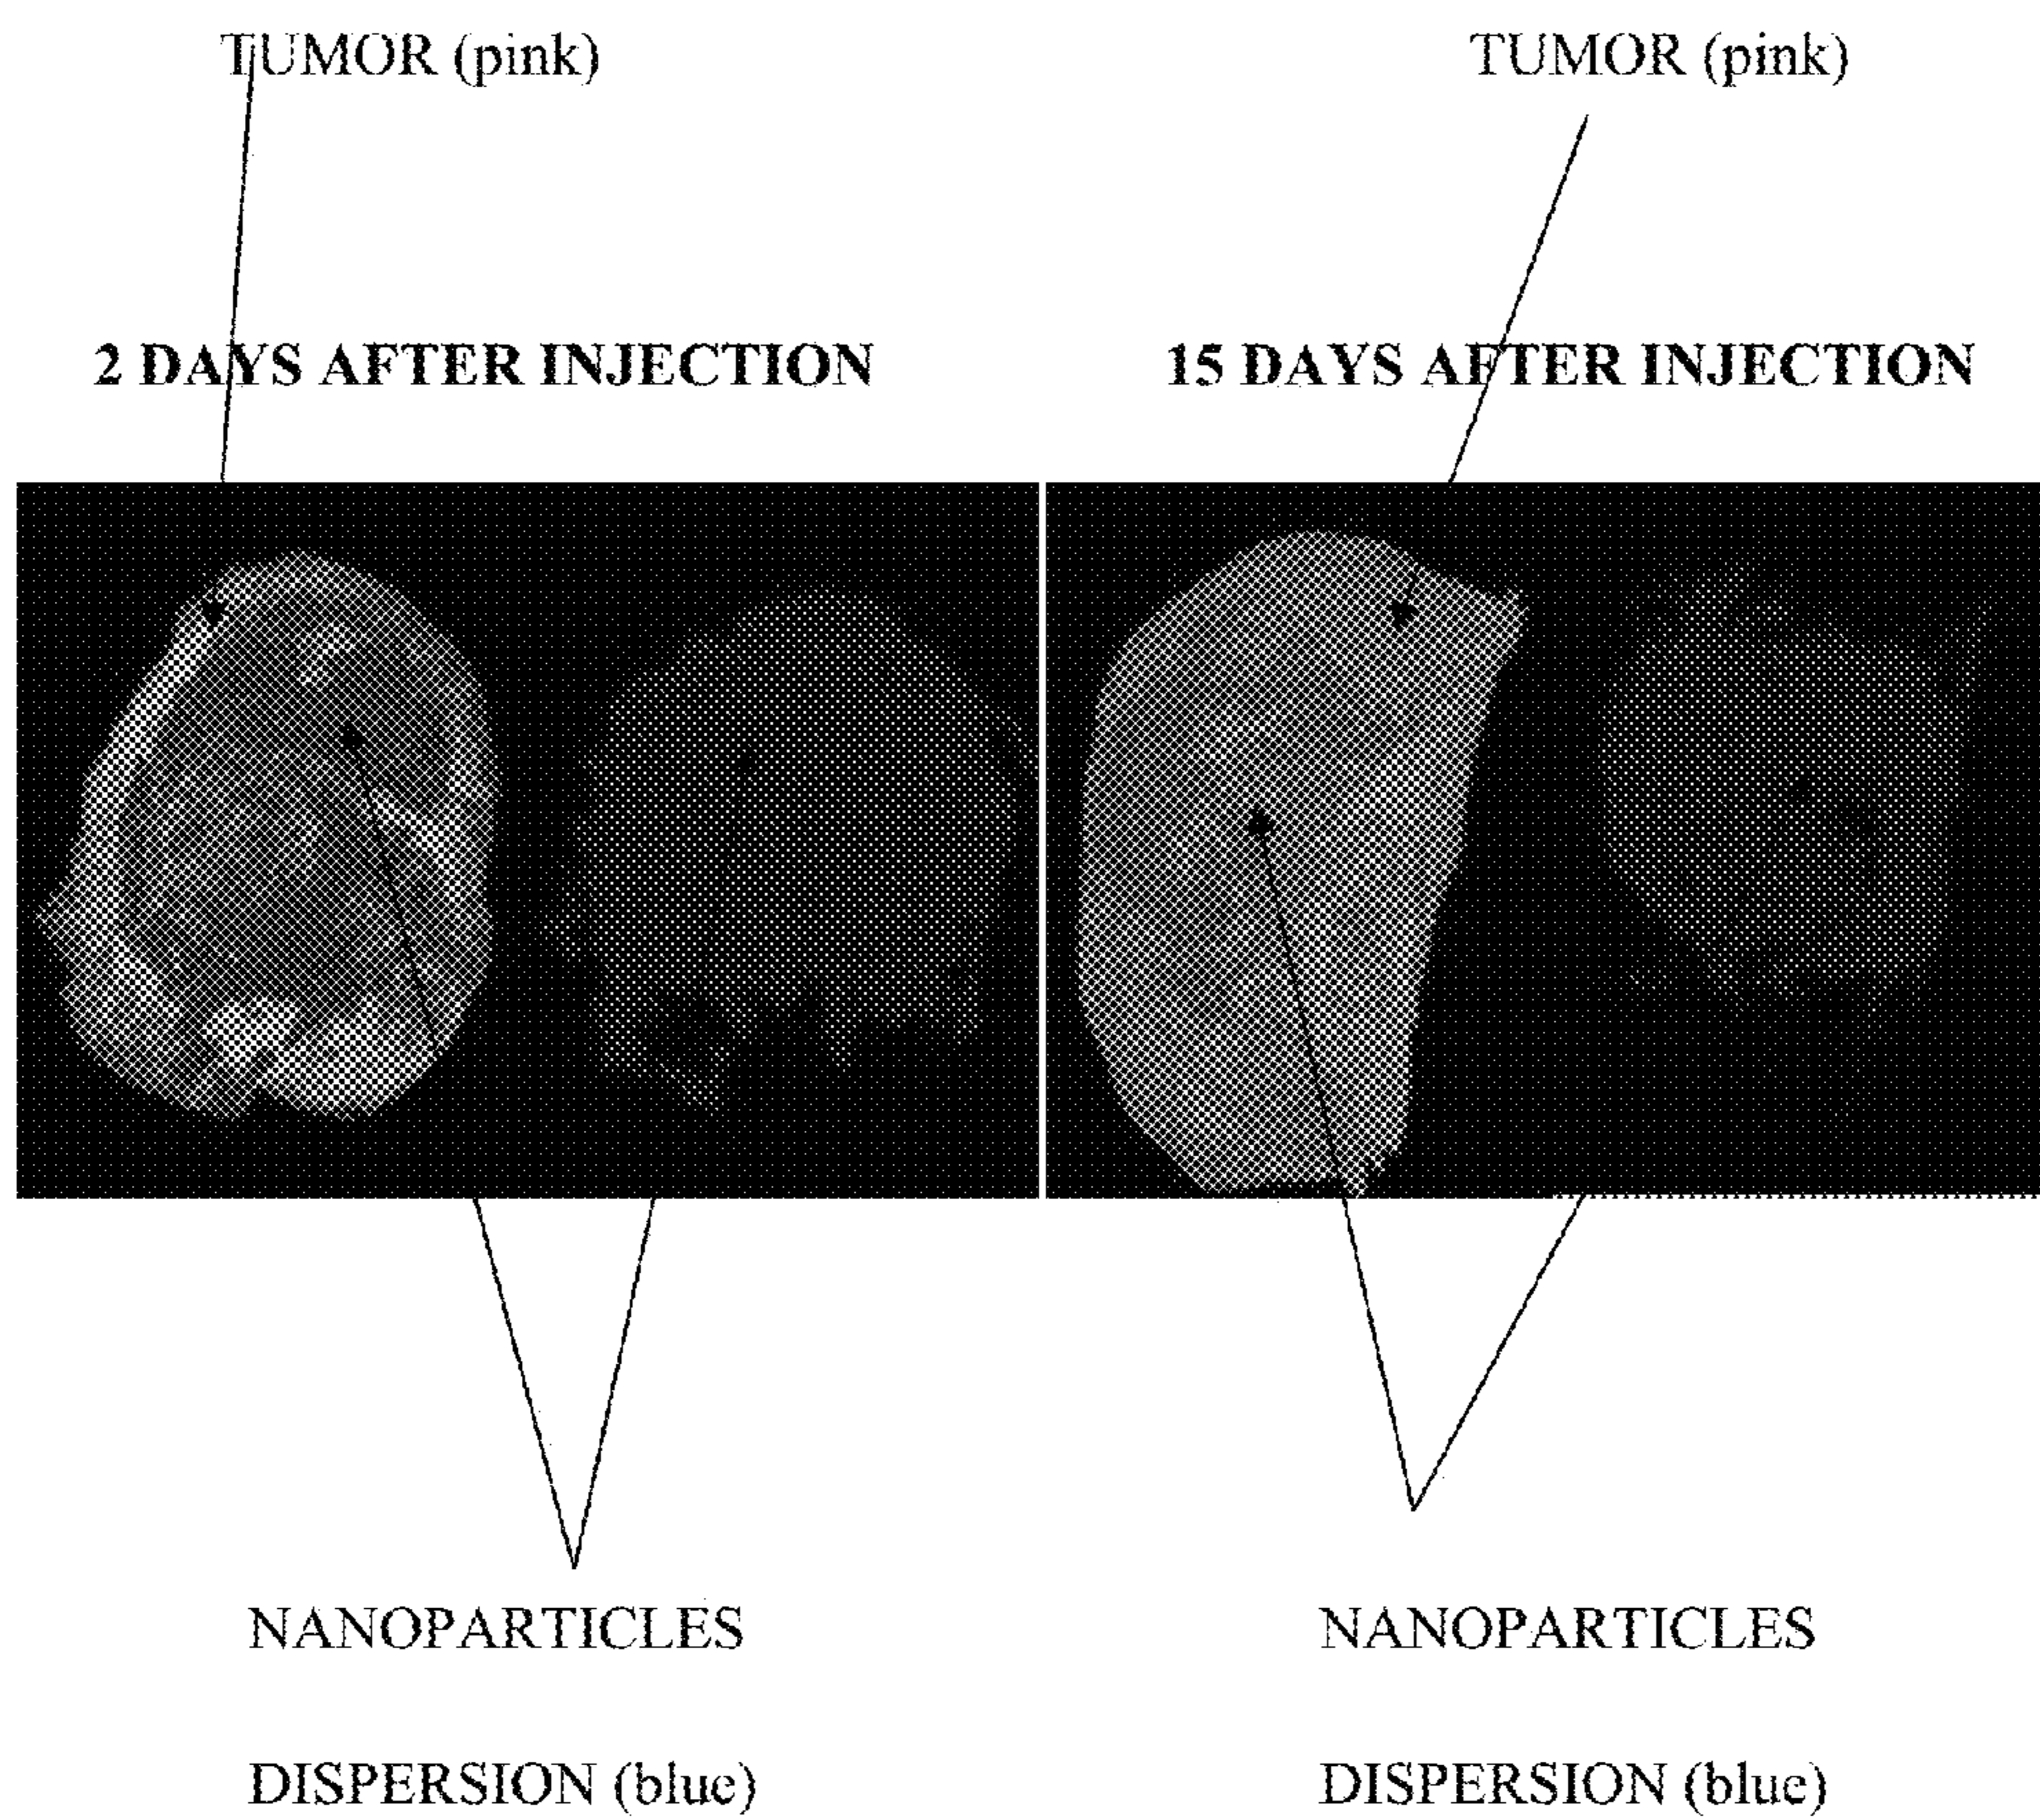 TUMOR (pink)
TUMOR (pink)
2 DAYS AFTER INJECTION
15 DAYS AFTER INJECTION
NANOPARTICLES
DISPERSION (blue)
NANOPARTICLES
DISPERSION (blue)